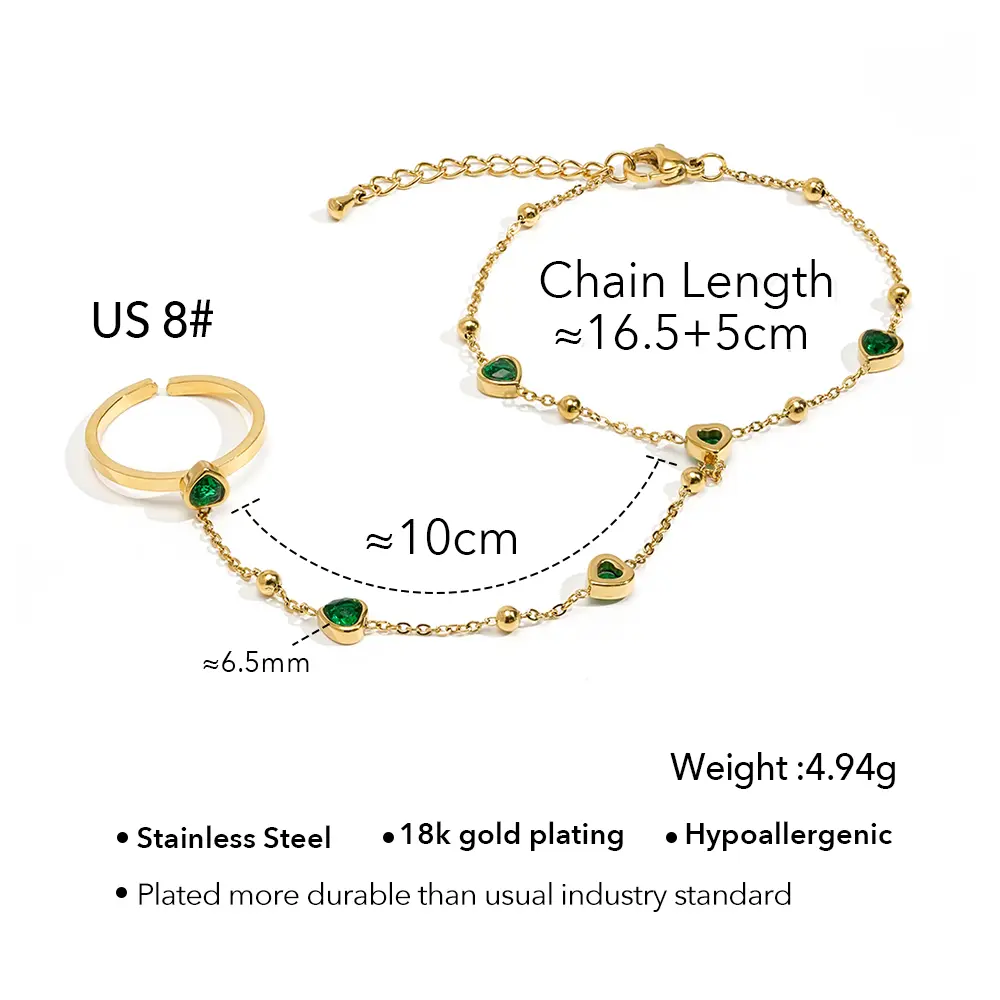 Chain Length
≈16.5+5cm
US 8#
≈10cm
≈6.5mm
Weight :4.94g
• Stainless Steel
• 18k gold plating
• Hypoallergenic
• Plated more durable than usual industry standard